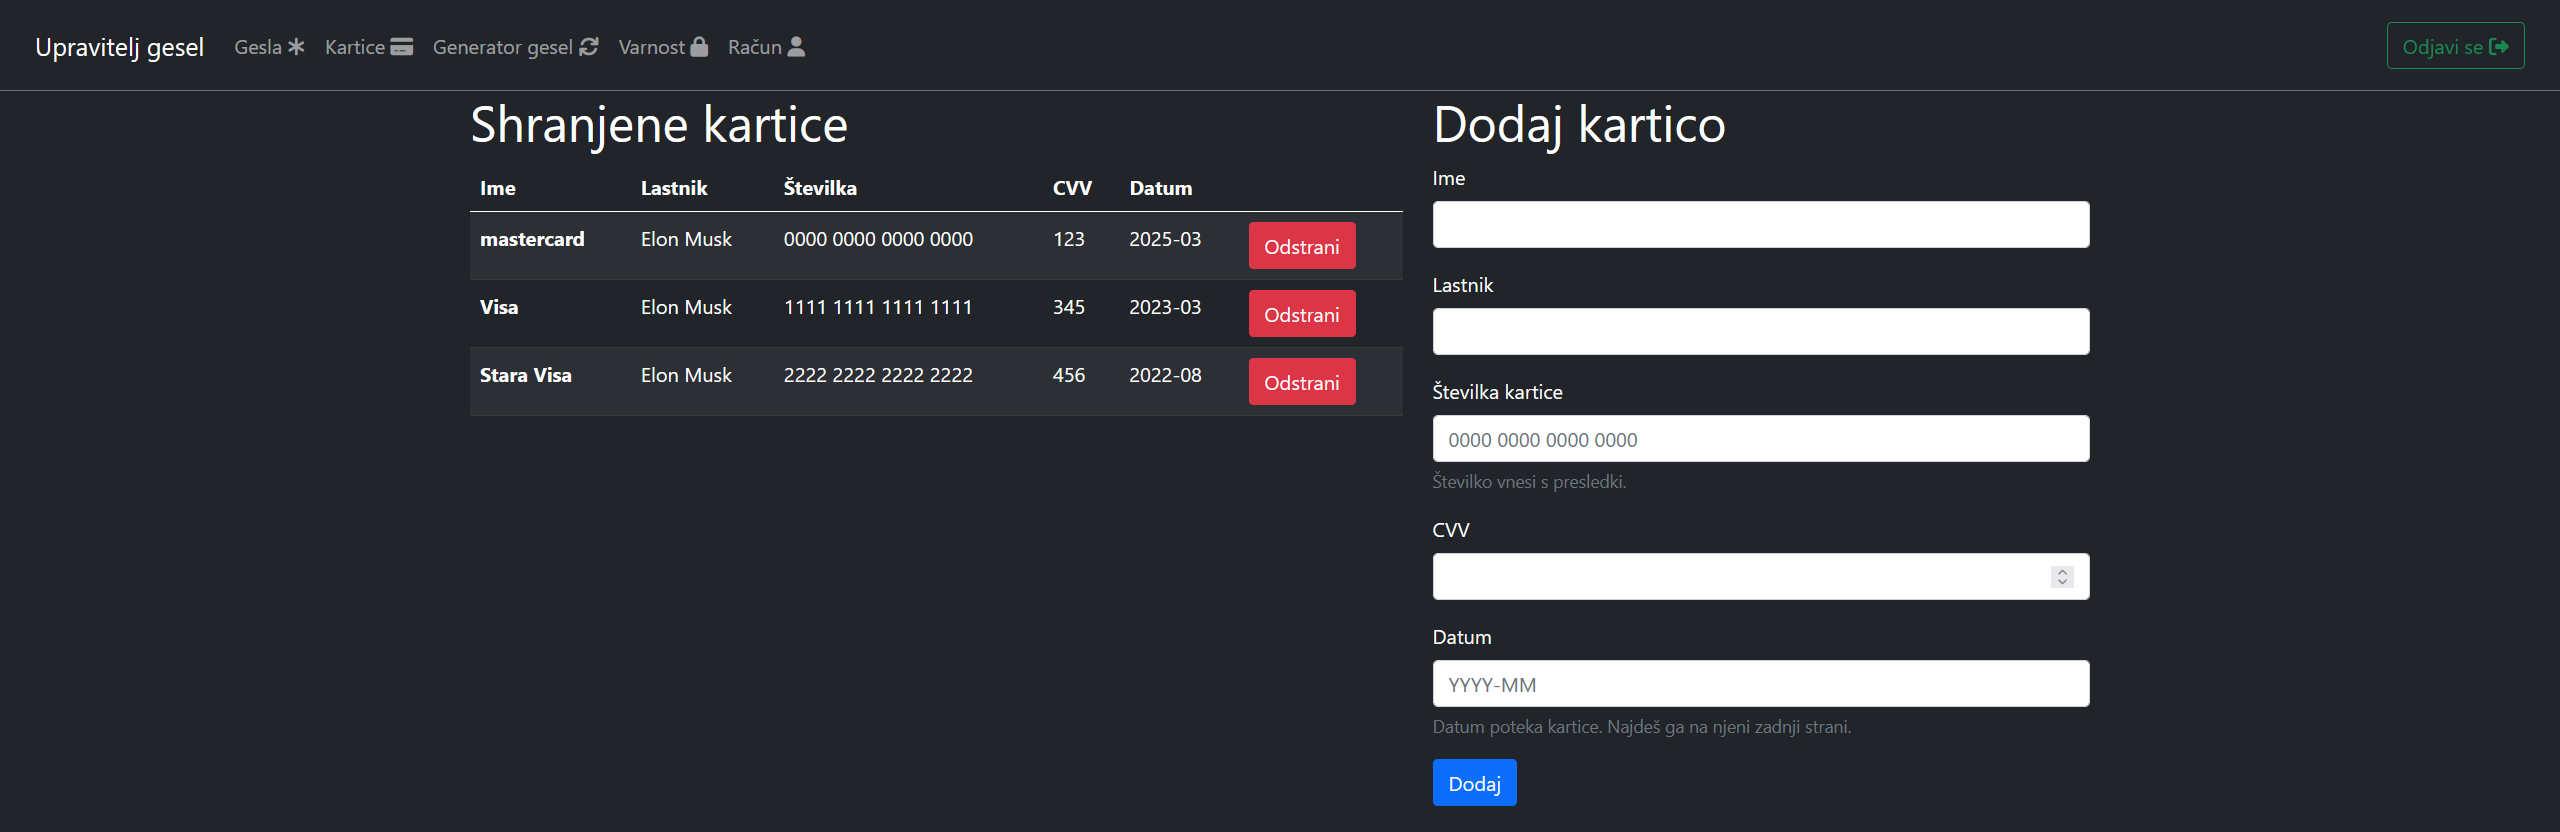 Upravitelj gesel Gesla Kartice Generator gesel Varnost Račun Odjavi se
Shranjene kartice
Ime Lastnik Številka CVV Datum
mastercard Elon Musk 0000 0000 0000 0000 123 2025-03 Odstrani
Visa Elon Musk 1111 1111 1111 1111 345 2023-03 Odstrani
Stara Visa Elon Musk 2222 2222 2222 2222 456 2022-08 Odstrani
Dodaj kartico
Ime
Lastnik
Številka kartice
0000 0000 0000 0000
Številko vnesi s presledki.
CVV
Datum
YYYY-MM
Datum poteka kartice. Najdeš ga na njeni zadnji strani.
Dodaj